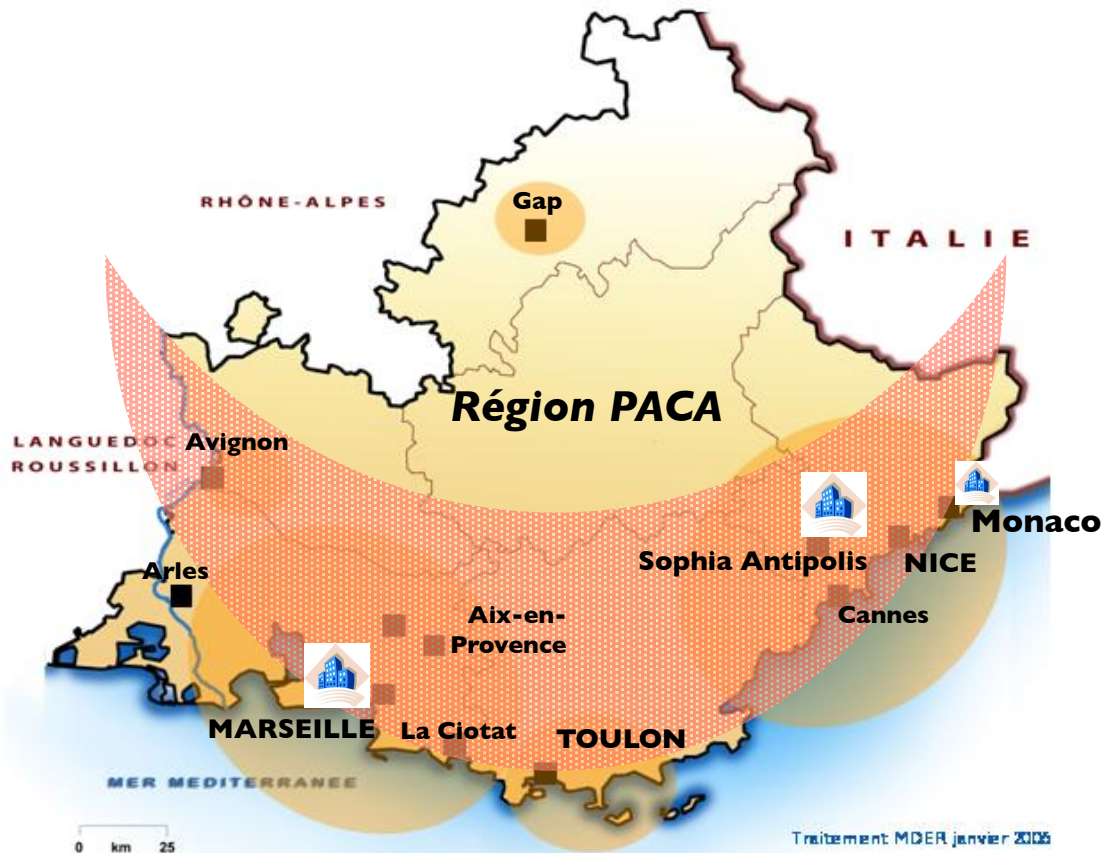 RHÔNE-ALPES
Gap
ITALIE
Région PACA
LANGUEDOC
ROUSSILLON
Avignon
Monaco
Sophia Antipolis
NICE
Arles
Aix-en-
Provence
Cannes
MARSEILLE
La Ciotat
TOULON
MER MEDITERRANEE
0 km 25
Traitement MDER janvier 2006